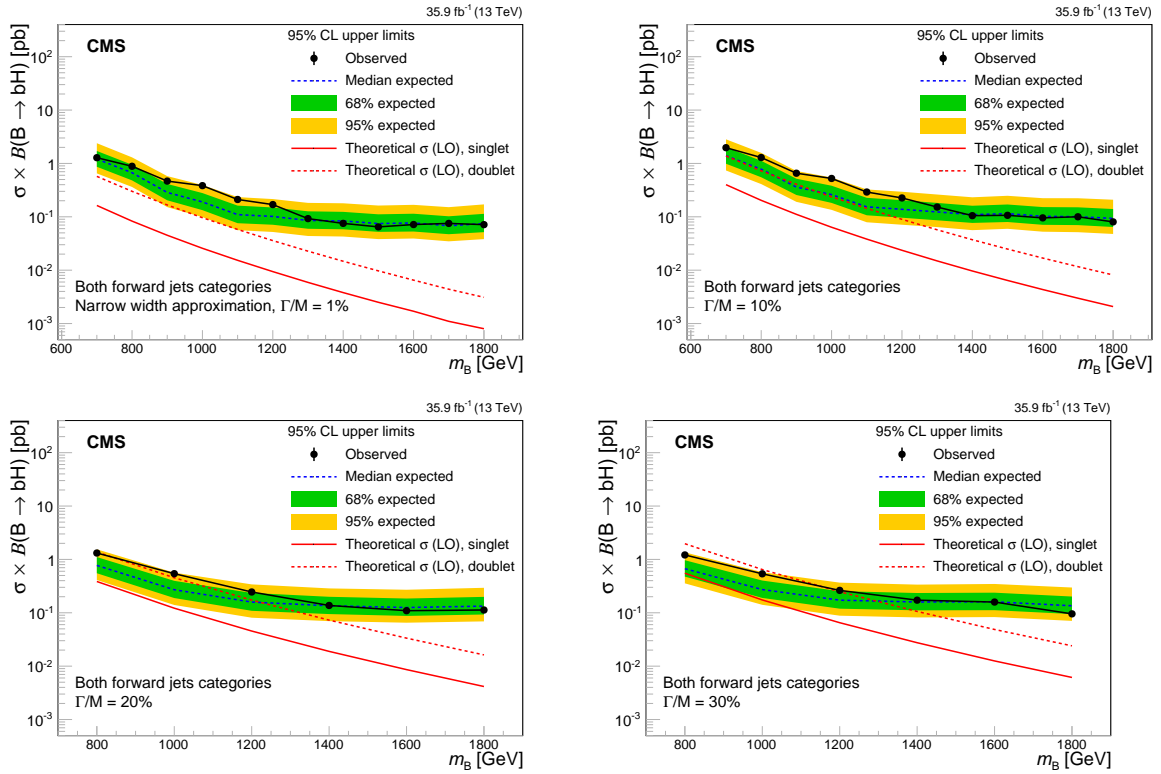 35.9 fb⁻¹ (13 TeV)
CMS
95% CL upper limits
Observed
Median expected
68% expected
95% expected
Theoretical σ (LO), singlet
Theoretical σ (LO), doublet
Both forward jets categories
Narrow width approximation, Γ/M = 1%
σ × B(B → bH) [pb]
10²
10
1
10⁻¹
10⁻²
10⁻³
600 800 1000 1200 1400 1600 1800
m_B [GeV]
35.9 fb⁻¹ (13 TeV)
CMS
95% CL upper limits
Observed
Median expected
68% expected
95% expected
Theoretical σ (LO), singlet
Theoretical σ (LO), doublet
Both forward jets categories
Γ/M = 10%
σ × B(B → bH) [pb]
10²
10
1
10⁻¹
10⁻²
10⁻³
600 800 1000 1200 1400 1600 1800
m_B [GeV]
35.9 fb⁻¹ (13 TeV)
CMS
95% CL upper limits
Observed
Median expected
68% expected
95% expected
Theoretical σ (LO), singlet
Theoretical σ (LO), doublet
Both forward jets categories
Γ/M = 20%
σ × B(B → bH) [pb]
10²
10
1
10⁻¹
10⁻²
10⁻³
800 1000 1200 1400 1600 1800
m_B [GeV]
35.9 fb⁻¹ (13 TeV)
CMS
95% CL upper limits
Observed
Median expected
68% expected
95% expected
Theoretical σ (LO), singlet
Theoretical σ (LO), doublet
Both forward jets categories
Γ/M = 30%
σ × B(B → bH) [pb]
10²
10
1
10⁻¹
10⁻²
10⁻³
800 1000 1200 1400 1600 1800
m_B [GeV]